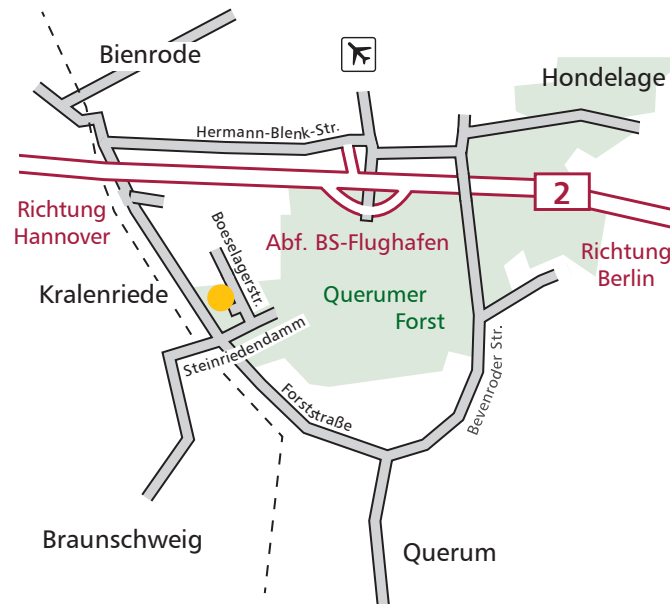 Bienrode
Hondelage
Hermann-Blenk-Str.
2
Richtung
Hannover
Boeselagerstr.
Abf. BS-Flughafen
Richtung
Berlin
Kralenriede
Querumer
Forst
Steinriedendamm
Bevenroder Str.
Forststraße
Braunschweig
Querum